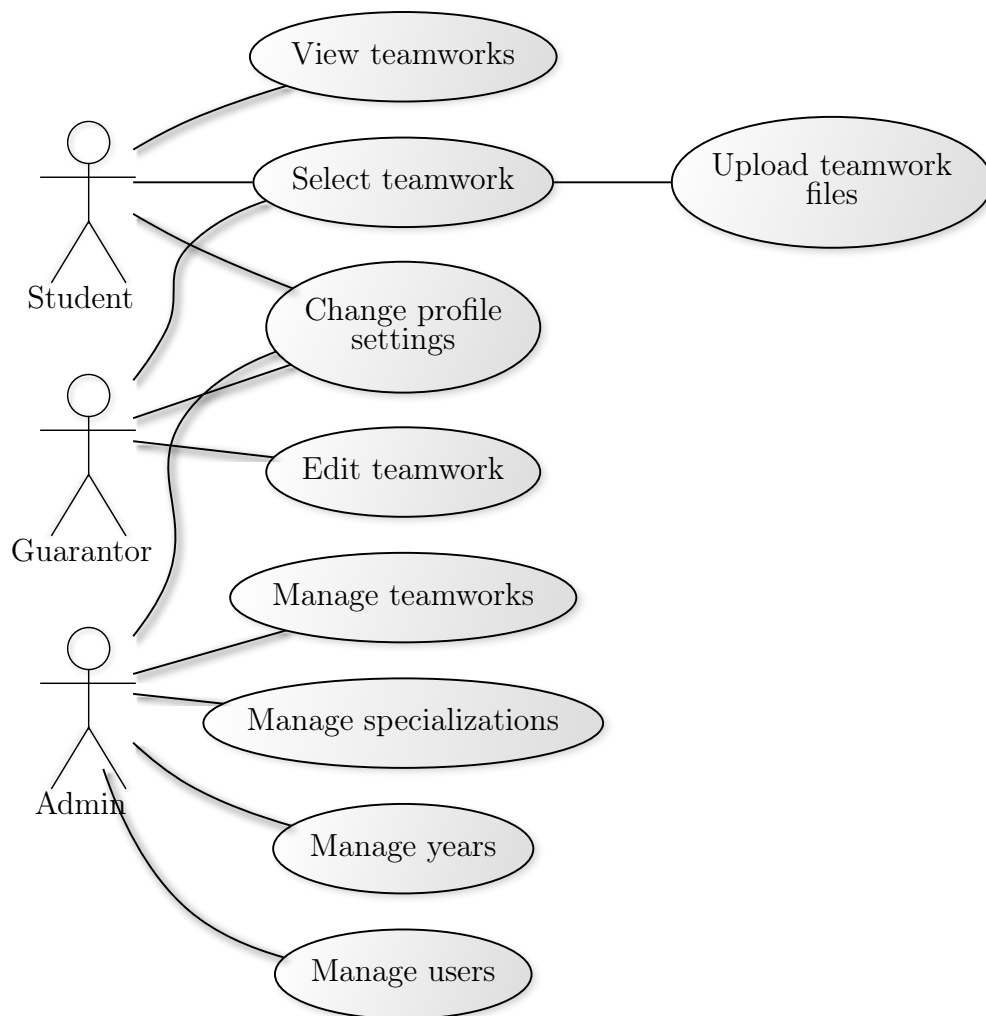 View teamworks
Select teamwork
Upload teamwork
files
Student
Change profile
settings
Guarantor
Edit teamwork
Manage teamworks
Manage specializations
Admin
Manage years
Manage users